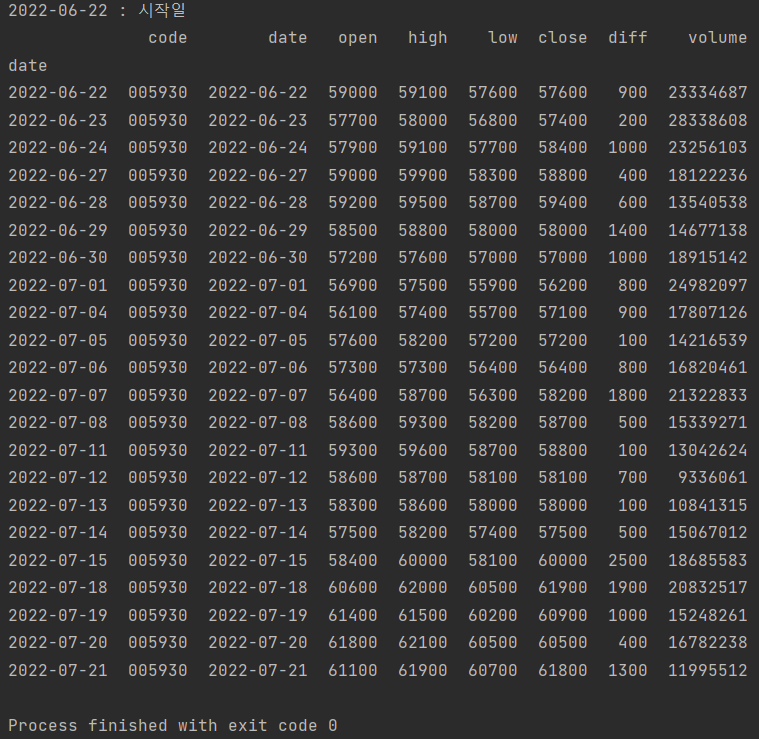 2022-06-22 : 시작일
code date open high low close diff volume
date
2022-06-22 005930 2022-06-22 59000 59100 57600 57600 900 23334687
2022-06-23 005930 2022-06-23 57700 58000 56800 57400 200 28338608
2022-06-24 005930 2022-06-24 57900 59100 57700 58400 1000 23256103
2022-06-27 005930 2022-06-27 59000 59900 58300 58800 400 18122236
2022-06-28 005930 2022-06-28 59200 59500 58700 59400 600 13540538
2022-06-29 005930 2022-06-29 58500 58800 58000 58000 1400 14677138
2022-06-30 005930 2022-06-30 57200 57600 57000 57000 1000 18915142
2022-07-01 005930 2022-07-01 56900 57500 55900 56200 800 24982097
2022-07-04 005930 2022-07-04 56100 57400 55700 57100 900 17807126
2022-07-05 005930 2022-07-05 57600 58200 57200 57200 100 14216539
2022-07-06 005930 2022-07-06 57300 57300 56400 56400 800 16820461
2022-07-07 005930 2022-07-07 56400 58700 56300 58200 1800 21322833
2022-07-08 005930 2022-07-08 58600 59300 58200 58700 500 15339271
2022-07-11 005930 2022-07-11 59300 59600 58700 58800 100 13042624
2022-07-12 005930 2022-07-12 58600 58700 58100 58100 700 9336061
2022-07-13 005930 2022-07-13 58300 58600 58000 58000 100 10841315
2022-07-14 005930 2022-07-14 57500 58200 57400 57500 500 15067012
2022-07-15 005930 2022-07-15 58400 60000 58100 60000 2500 18685583
2022-07-18 005930 2022-07-18 60600 62000 60500 61900 1900 20832517
2022-07-19 005930 2022-07-19 61400 61500 60200 60900 1000 15248261
2022-07-20 005930 2022-07-20 61800 62100 60500 60500 400 16782238
2022-07-21 005930 2022-07-21 61100 61900 60700 61800 1300 11995512
Process finished with exit code 0